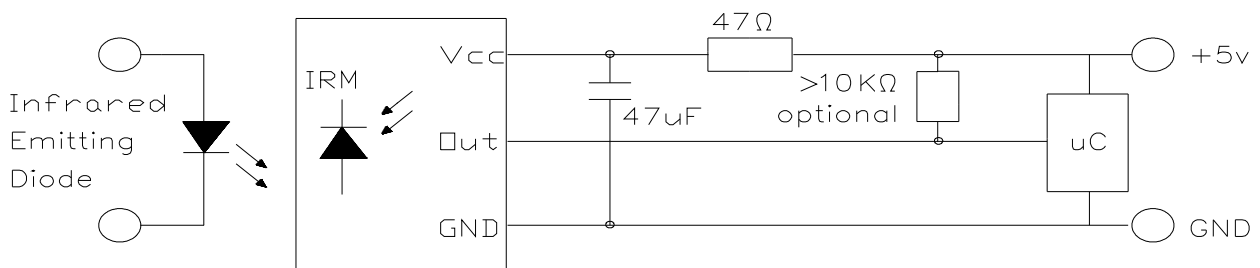 47Ω
Vcc
+5v
IRM
>10KΩ
optional
Infrared
Emitting
Diode
47uF
Out
uC
GND
GND